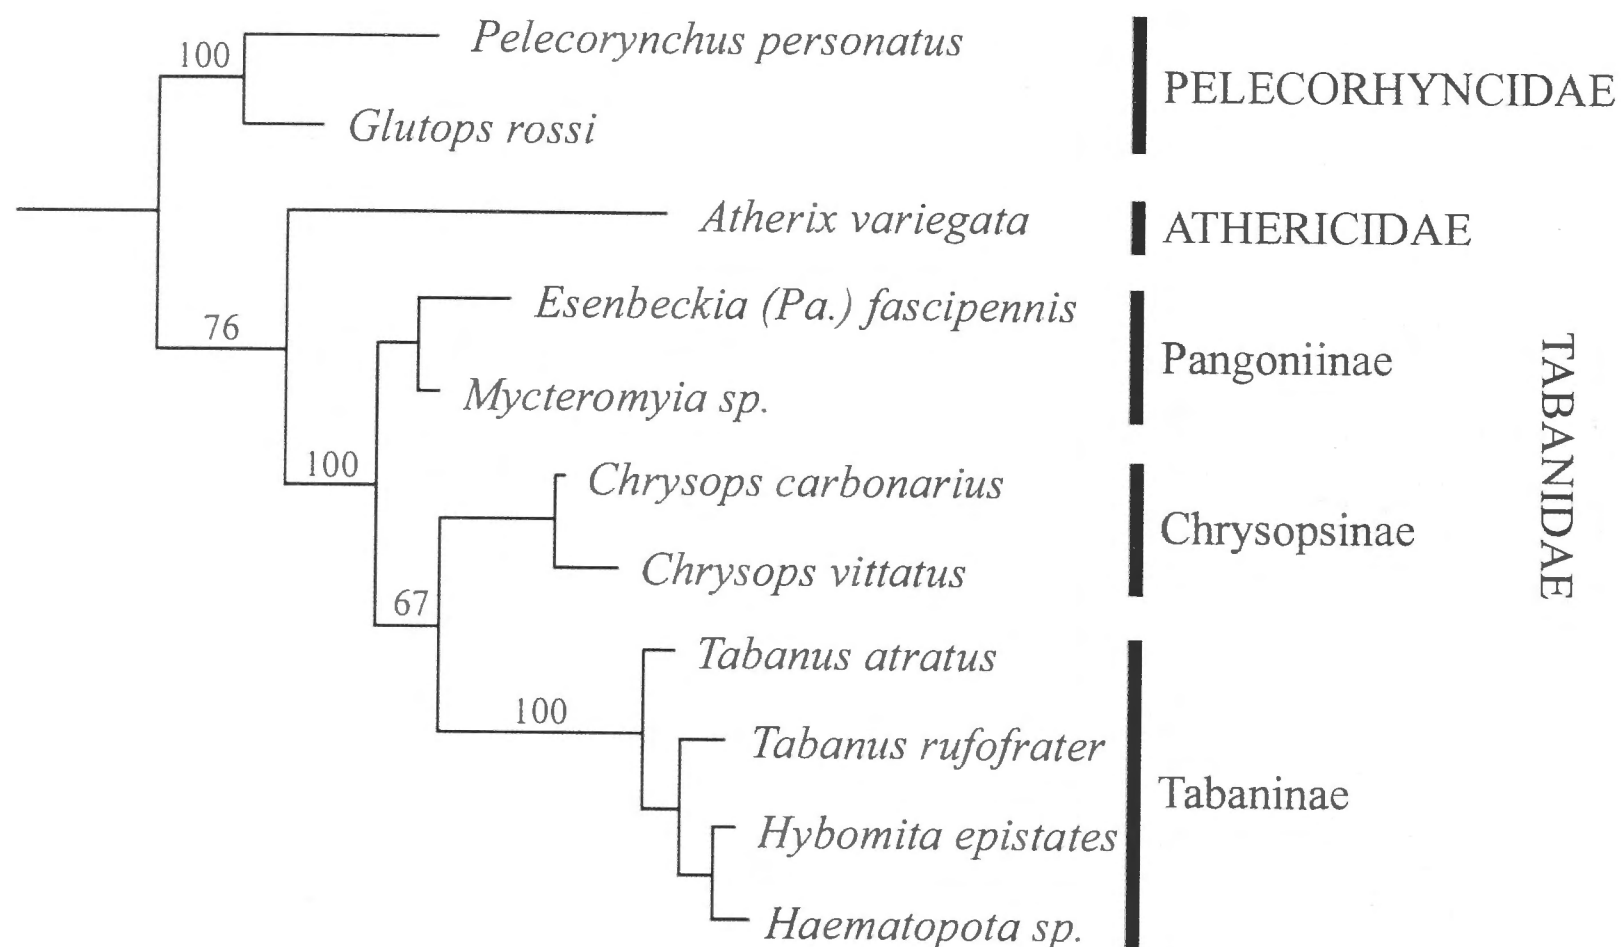 100
Pelecorynchus personatus
Glutops rossi
PELECORHYNCIDAE
Atherix variegata
ATHERICIDAE
76
Esenbeckia (Pa.) fascipennis
Mycteromyia sp.
Pangoniinae
100
Chrysops carbonarius
Chrysops vittatus
Chrysopsinae
67
TABANIDAE
Tabanus atratus
100
Tabanus rufofrater
Hybomita epistates
Haematopota sp.
Tabaninae